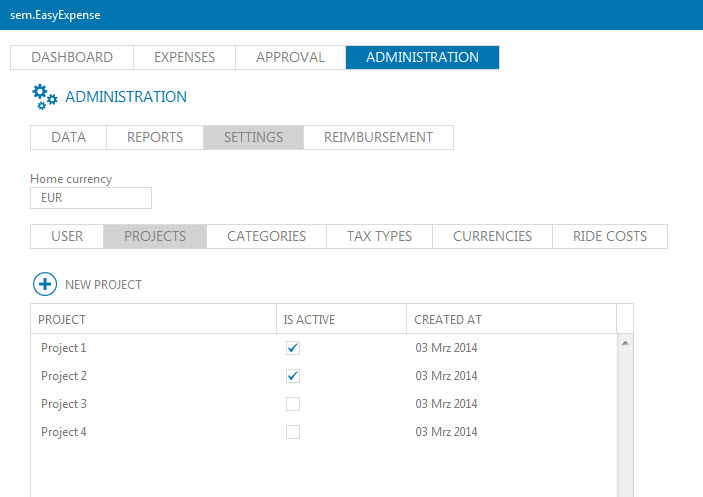 sem.EasyExpense
DASHBOARD EXPENSES APPROVAL ADMINISTRATION
ADMINISTRATION
DATA REPORTS SETTINGS REIMBURSEMENT
Home currency
EUR
USER PROJECTS CATEGORIES TAX TYPES CURRENCIES RIDE COSTS
NEW PROJECT
PROJECT IS ACTIVE CREATED AT
Project 1 03 Mrz 2014
Project 2 03 Mrz 2014
Project 3 03 Mrz 2014
Project 4 03 Mrz 2014